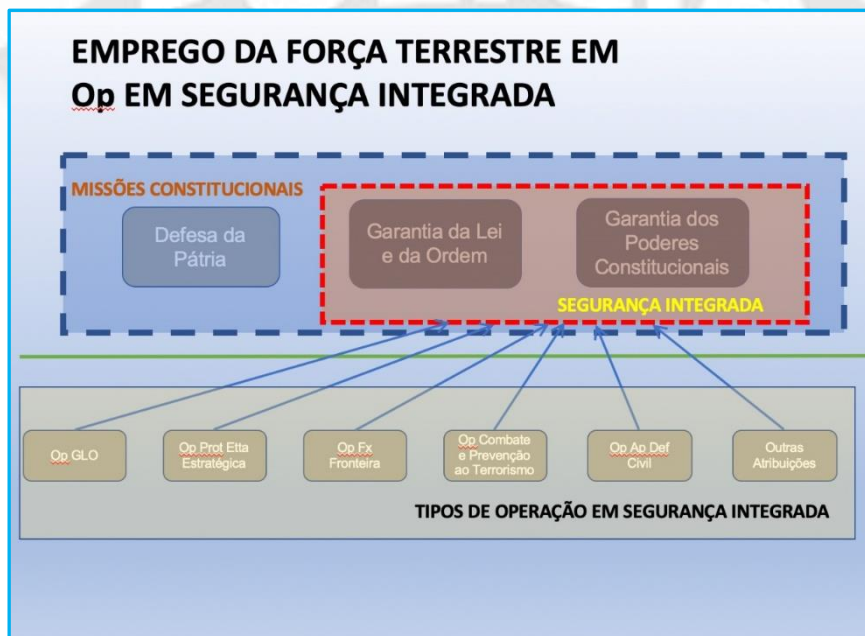 EMPREGO DA FORÇA TERRESTRE EM
Op EM SEGURANÇA INTEGRADA
MISSÕES CONSTITUCIONAIS
Defesa da
Pátria
Garantia da Lei
e da Ordem
Garantia dos
Poderes
Constitucionais
SEGURANÇA INTEGRADA
Op GLO
Op Prot Etta
Estratégica
Op Fx
Fronteira
Op Combate
e Prevenção
ao Terrorismo
Op Ap Def
Civil
Outras
Atribuições
TIPOS DE OPERAÇÃO EM SEGURANÇA INTEGRADA